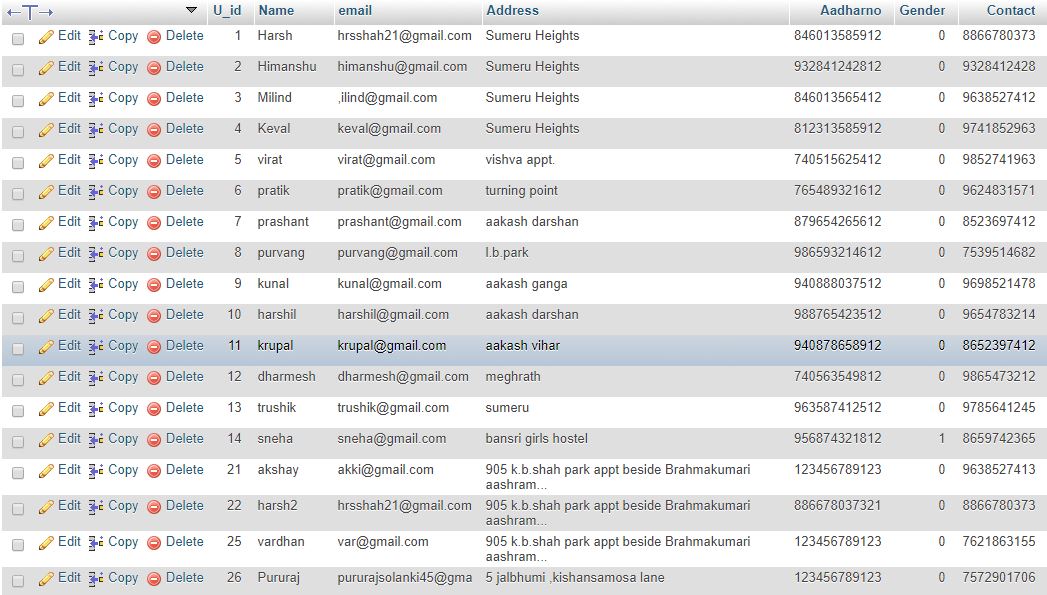 U_id Name email Address Aadharno Gender Contact
Edit Copy Delete 1 Harsh hrsshah21@gmail.com Sumeru Heights 846013585912 0 8866780373
Edit Copy Delete 2 Himanshu himanshu@gmail.com Sumeru Heights 932841242812 0 9328412428
Edit Copy Delete 3 Milind ,ilind@gmail.com Sumeru Heights 846013565412 0 9638527412
Edit Copy Delete 4 Keval keval@gmail.com Sumeru Heights 812313585912 0 9741852963
Edit Copy Delete 5 virat virat@gmail.com vishva appt. 740515625412 0 9852741963
Edit Copy Delete 6 pratik pratik@gmail.com turning point 765489321612 0 9624831571
Edit Copy Delete 7 prashant prashant@gmail.com aakash darshan 879654265612 0 8523697412
Edit Copy Delete 8 purvang purvang@gmail.com l.b.park 986593214612 0 7539514682
Edit Copy Delete 9 kunal kunal@gmail.com aakash ganga 940888037512 0 9698521478
Edit Copy Delete 10 harshil harshil@gmail.com aakash darshan 988765423512 0 9654783214
Edit Copy Delete 11 krupal krupal@gmail.com aakash vihar 940878658912 0 8652397412
Edit Copy Delete 12 dharmesh dharmesh@gmail.com meghrath 740563549812 0 9865473212
Edit Copy Delete 13 trushik trushik@gmail.com sumeru 963587412512 0 9785641245
Edit Copy Delete 14 sneha sneha@gmail.com bansri girls hostel 956874321812 1 8659742365
Edit Copy Delete 21 akshay akki@gmail.com 905 k.b.shah park appt beside Brahmakumari 123456789123 0 9638527413
aashram...
Edit Copy Delete 22 harsh2 hrsshah21@gmail.com 905 k.b.shah park appt beside Brahmakumari 886678037321 0 8866780373
aashram...
Edit Copy Delete 25 vardhan var@gmail.com 905 k.b.shah park appt beside Brahmakumari 123456789123 0 7621863155
aashram...
Edit Copy Delete 26 Pururaj pururajsolanki45@gma 5 jalbhumi ,kishansamosa lane 123456789123 0 7572901706